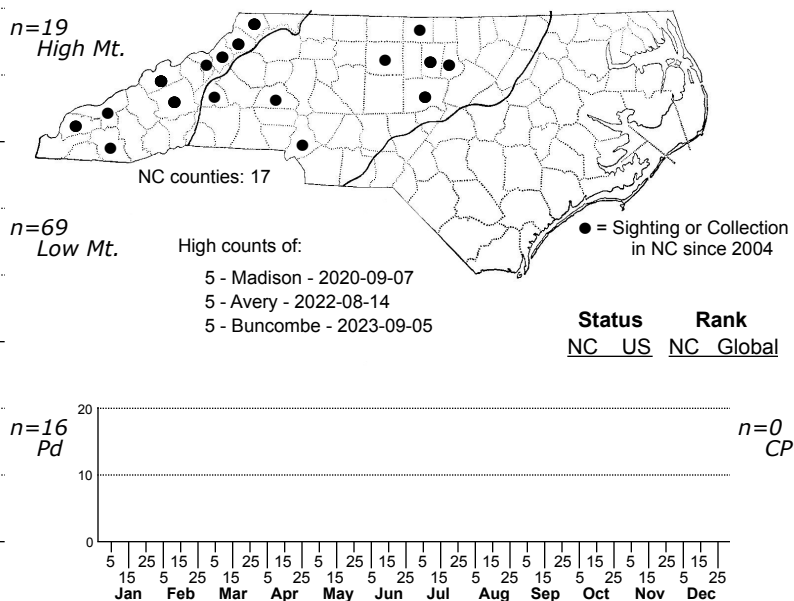 n=19
High Mt.
NC counties: 17
n=69
Low Mt.
High counts of:
5 - Madison - 2020-09-07
5 - Avery - 2022-08-14
5 - Buncombe - 2023-09-05
● = Sighting or Collection
in NC since 2004
Status Rank
NC US NC Global
n=16
Pd
n=0
CP
20
10
0
5 25 15 5 25 15 5 25 15 5 25 15 5 25 15 5 25 15
15 5 25 15 5 25 15 5 25 15 5 25 15 5 25 15 5 25
Jan Feb Mar Apr May Jun Jul Aug Sep Oct Nov Dec